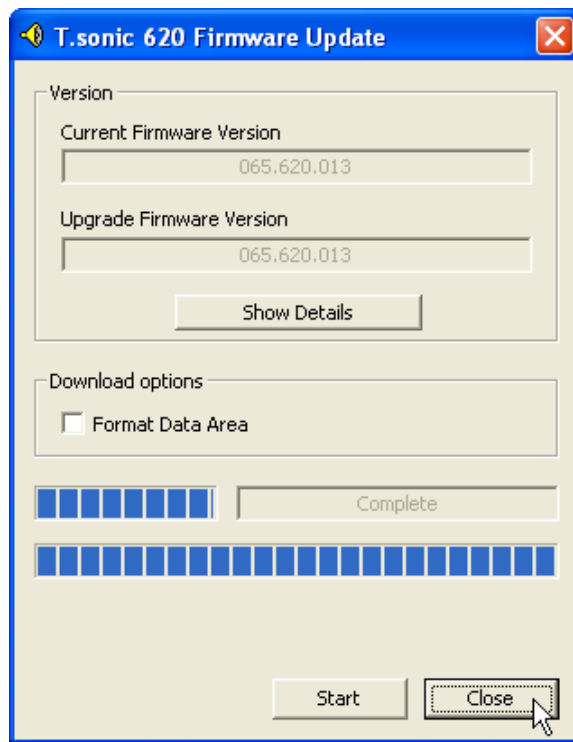 T.sonic 620 Firmware Update
Version
Current Firmware Version
065.620.013
Upgrade Firmware Version
065.620.013
Show Details
Download options
Format Data Area
Complete
Start
Close